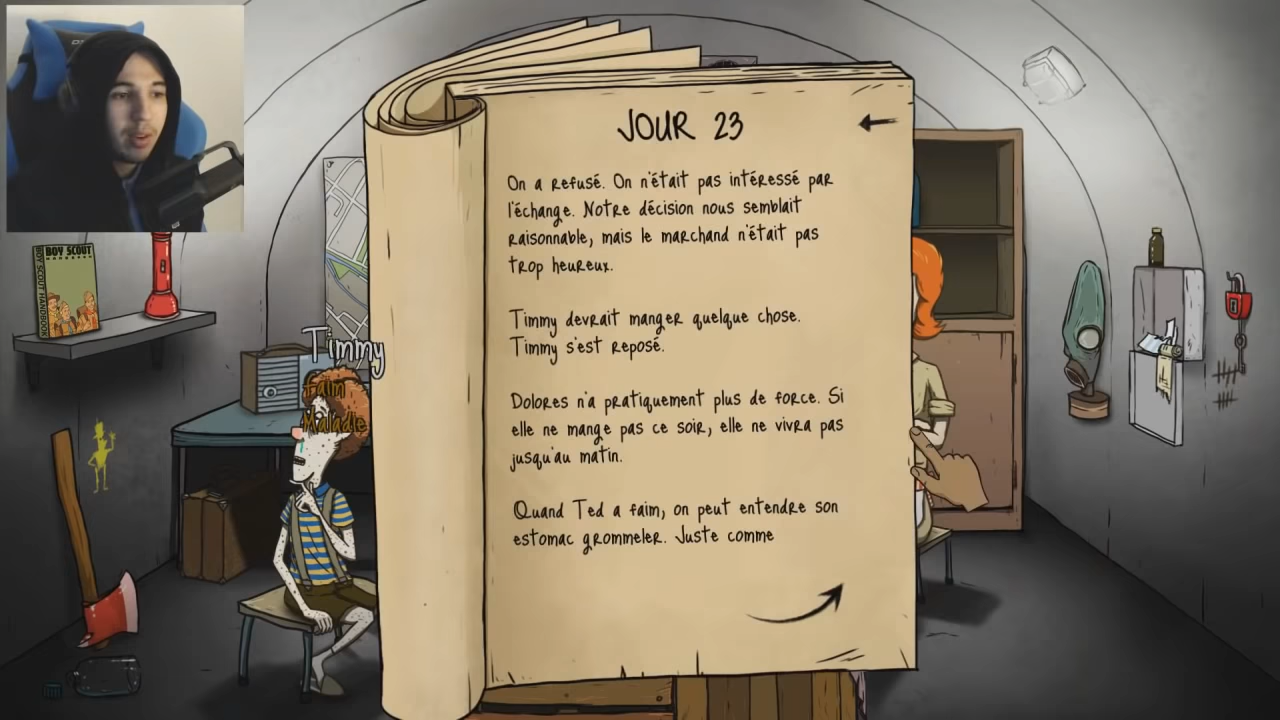 JOUR 23
On a refusé. On n'était pas intéressé par
l'échange. Notre décision nous semblait
raisonnable, mais le marchand n'était pas
trop heureux.
Timmy devrait manger quelque chose.
Timmy s'est reposé.
Dolores n'a pratiquement plus de force. Si
elle ne mange pas ce soir, elle ne vivra pas
jusqu'au matin.
Quand Ted a faim, on peut entendre son
estomac grommeler. Juste comme
BOY SCOUT
BOY SCOUT HANDBOOK
Timmy
Faim
Maladie